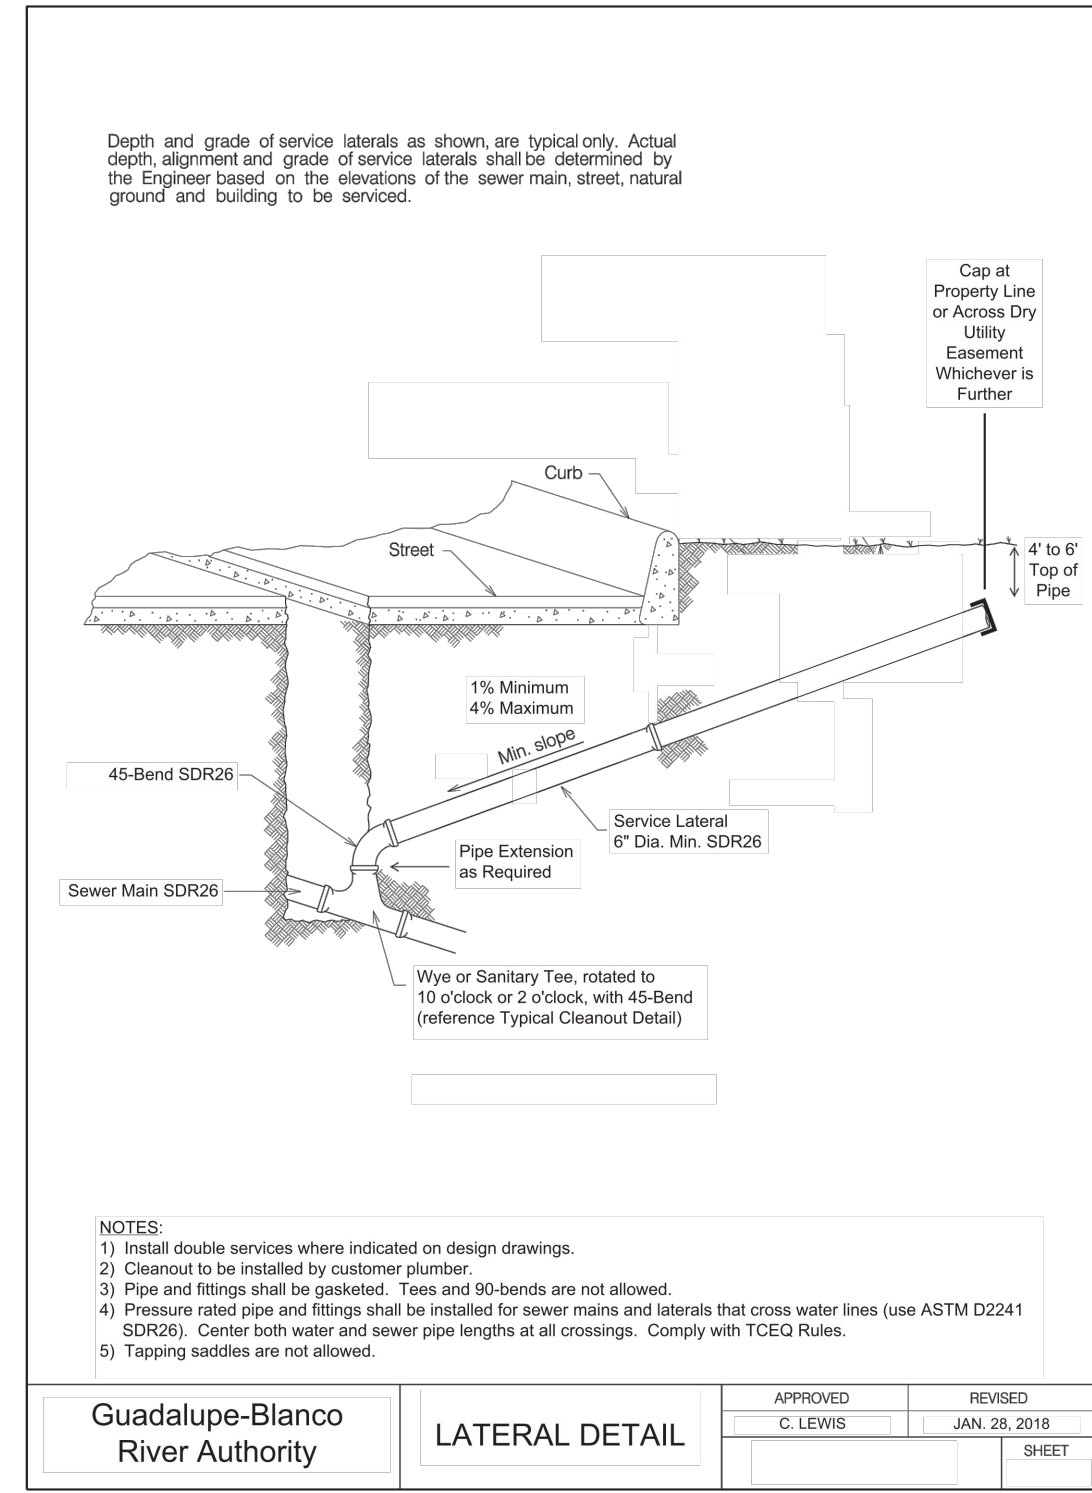 Depth and grade of service laterals as shown, are typical only. Actual
depth, alignment and grade of service laterals shall be determined by
the Engineer based on the elevations of the sewer main, street, natural
ground and building to be serviced.
Cap at
Property Line
or Across Dry
Utility
Easement
Whichever is
Further
Curb
Street
4' to 6'
Top of
Pipe
1% Minimum
4% Maximum
Min. slope
45-Bend SDR26
Service Lateral
6" Dia. Min. SDR26
Pipe Extension
as Required
Sewer Main SDR26
Wye or Sanitary Tee, rotated to
10 o'clock or 2 o'clock, with 45-Bend
(reference Typical Cleanout Detail)
NOTES:
1) Install double services where indicated on design drawings.
2) Cleanout to be installed by customer plumber.
3) Pipe and fittings shall be gasketed. Tees and 90-bends are not allowed.
4) Pressure rated pipe and fittings shall be installed for sewer mains and laterals that cross water lines (use ASTM D2241
SDR26). Center both water and sewer pipe lengths at all crossings. Comply with TCEQ Rules.
5) Tapping saddles are not allowed.
Guadalupe-Blanco
River Authority
LATERAL DETAIL
APPROVED
C. LEWIS
REVISED
JAN. 28, 2018
SHEET